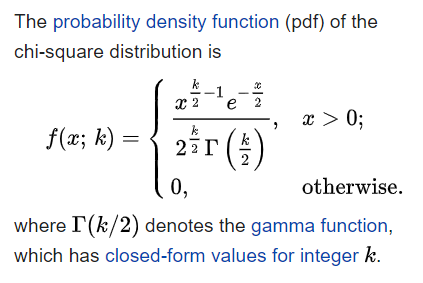 The probability density function (pdf) of the
chi-square distribution is
f(x; k) = { x^{k/2 − 1} e^{−x/2} / (2^{k/2} Γ(k/2)),  x > 0;
0,  otherwise.
where Γ(k/2) denotes the gamma function,
which has closed-form values for integer k.